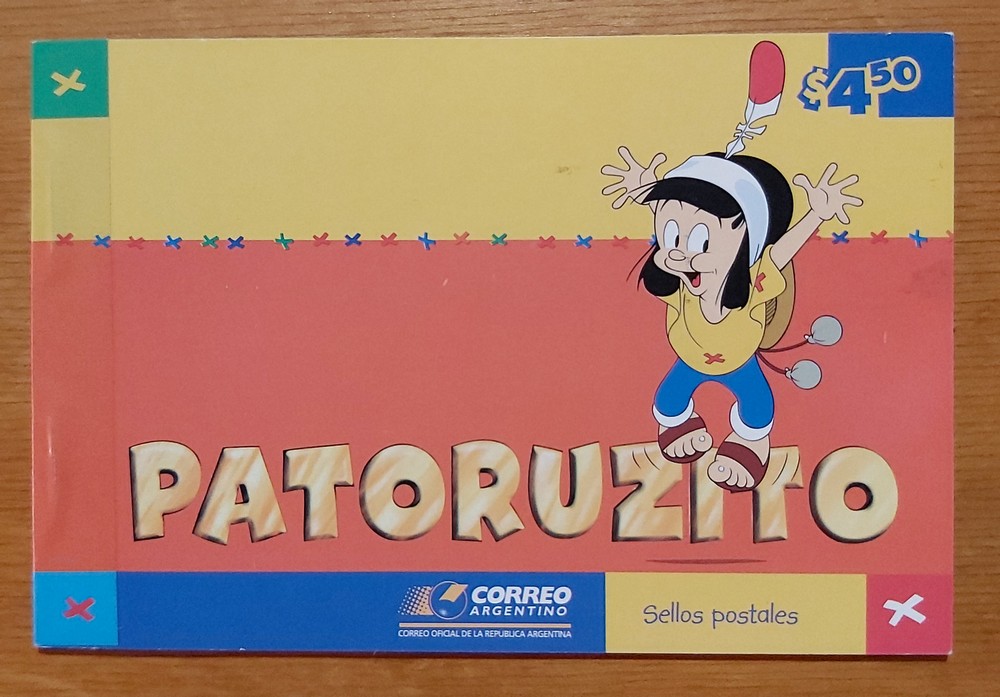 $4.50
PATORUZITO
CORREO
ARGENTINO
CORREO OFICIAL DE LA REPUBLICA ARGENTINA
Sellos postales